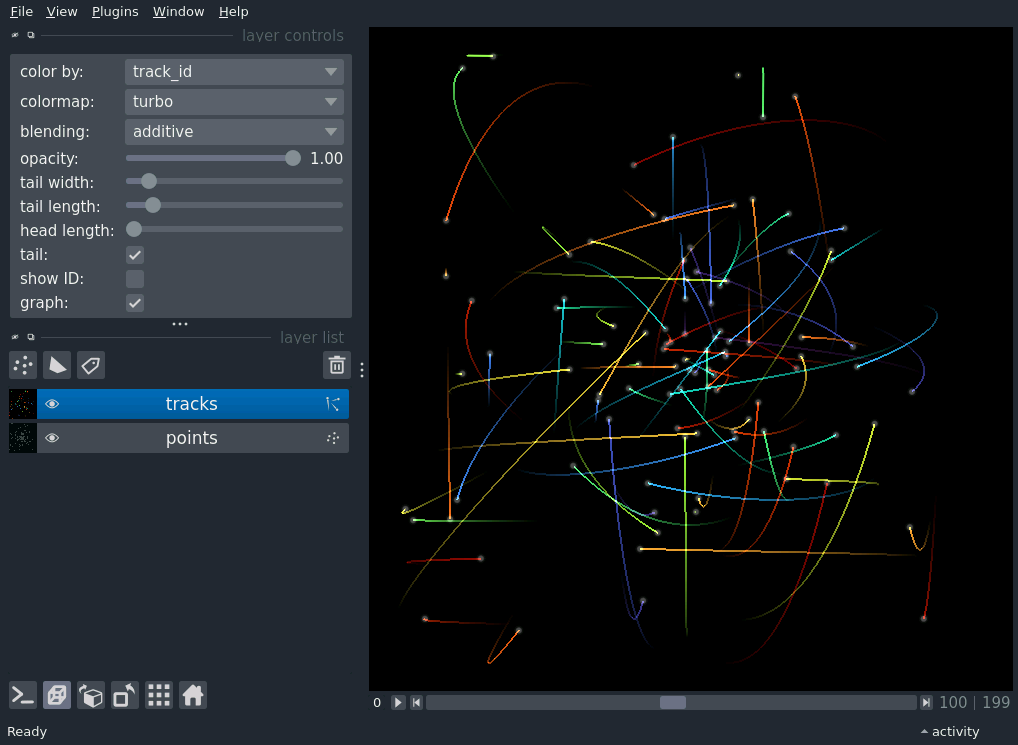 File View Plugins Window Help
layer controls
color by: track_id
colormap: turbo
blending: additive
opacity: 1.00
tail width:
tail length:
head length:
tail:
show ID:
graph:
layer list
tracks
points
0 100 | 199
Ready activity